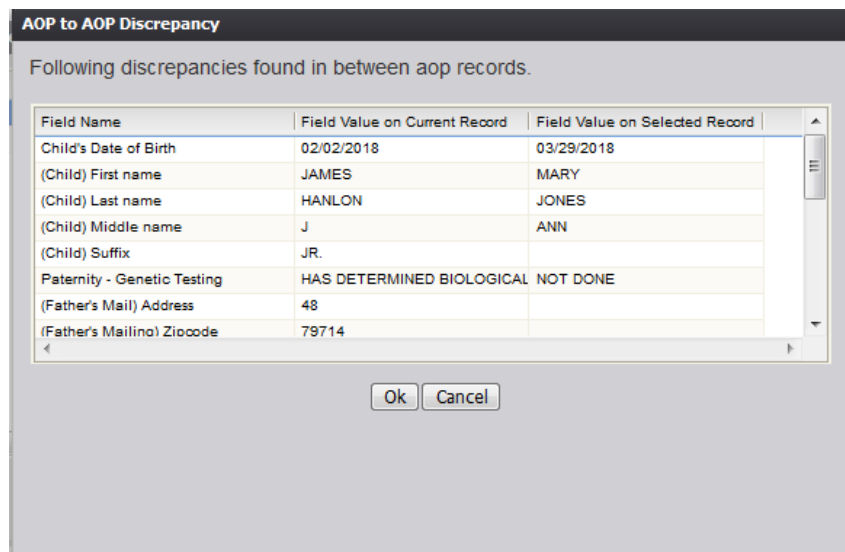 AOP to AOP Discrepancy
Following discrepancies found in between aop records.
Field Name Field Value on Current Record Field Value on Selected Record
Child's Date of Birth 02/02/2018 03/29/2018
(Child) First name JAMES MARY
(Child) Last name HANLON JONES
(Child) Middle name J ANN
(Child) Suffix JR.
Paternity - Genetic Testing HAS DETERMINED BIOLOGICAL NOT DONE
(Father's Mail) Address 48
(Father's Mailing) Zipcode 79714
Ok Cancel